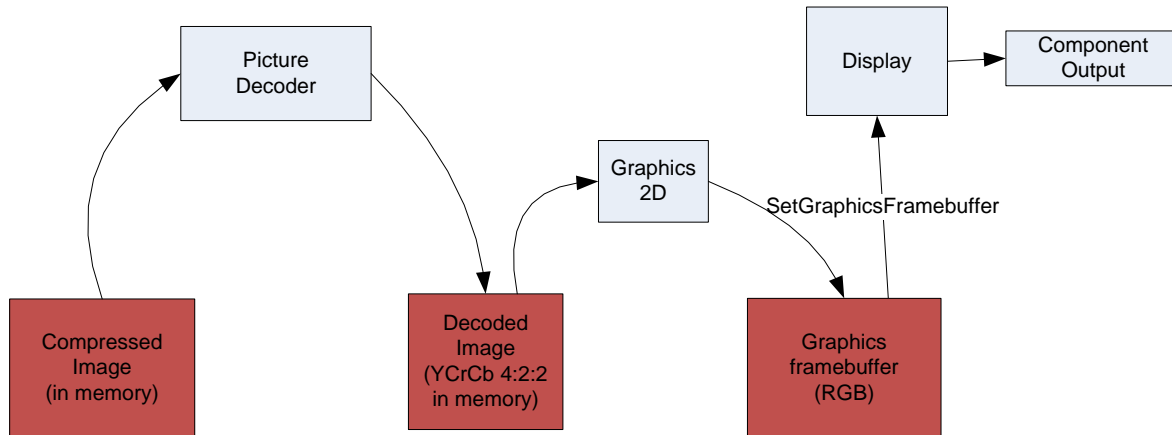 Picture
Decoder
Display
Component
Output
Graphics
2D
SetGraphicsFramebuffer
Compressed
Image
(in memory)
Decoded
Image
(YCrCb 4:2:2
in memory)
Graphics
framebuffer
(RGB)